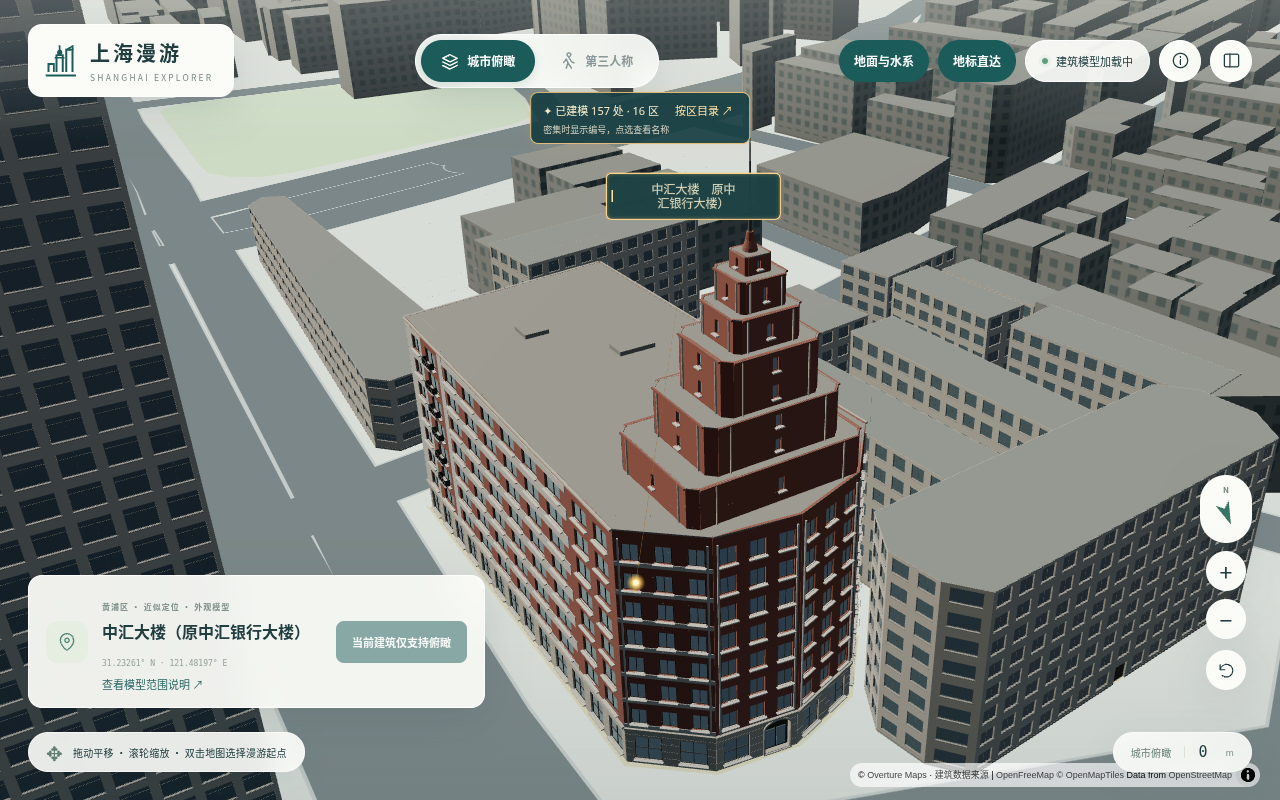 上海漫游
SHANGHAI EXPLORER
城市俯瞰
第三人称
地面与水系
地标直达
建筑模型加载中
✦ 已建模 157 处 · 16 区 按区目录 ↗
密集时显示编号，点选查看名称
中汇大楼 原中
汇银行大楼）
黄浦区 · 近似定位 · 外观模型
中汇大楼（原中汇银行大楼）
31.23261° N · 121.48197° E
查看模型范围说明 ↗
当前建筑仅支持俯瞰
拖动平移 · 滚轮缩放 · 双击地图选择漫游起点
N
+
−
城市俯瞰 0 m
© Overture Maps · 建筑数据来源 | OpenFreeMap © OpenMapTiles Data from OpenStreetMap